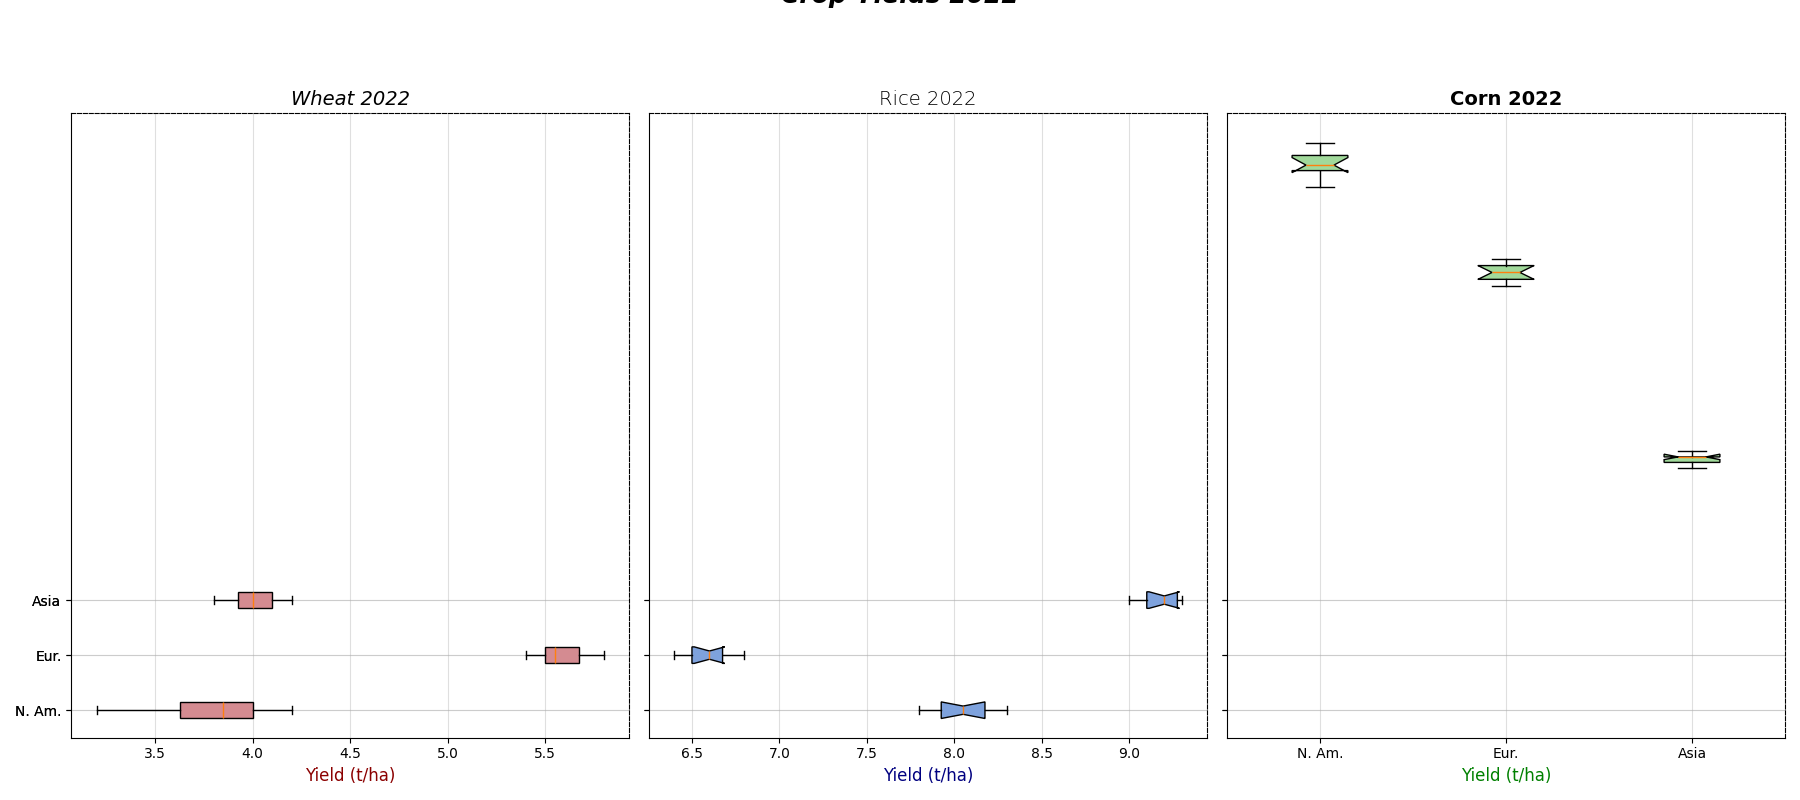 Crop Yields 2022
Wheat 2022
Rice 2022
Corn 2022
Asia
Eur.
N. Am.
3.5 4.0 4.5 5.0 5.5
6.5 7.0 7.5 8.0 8.5 9.0
N. Am. Eur. Asia
Yield (t/ha)
Yield (t/ha)
Yield (t/ha)